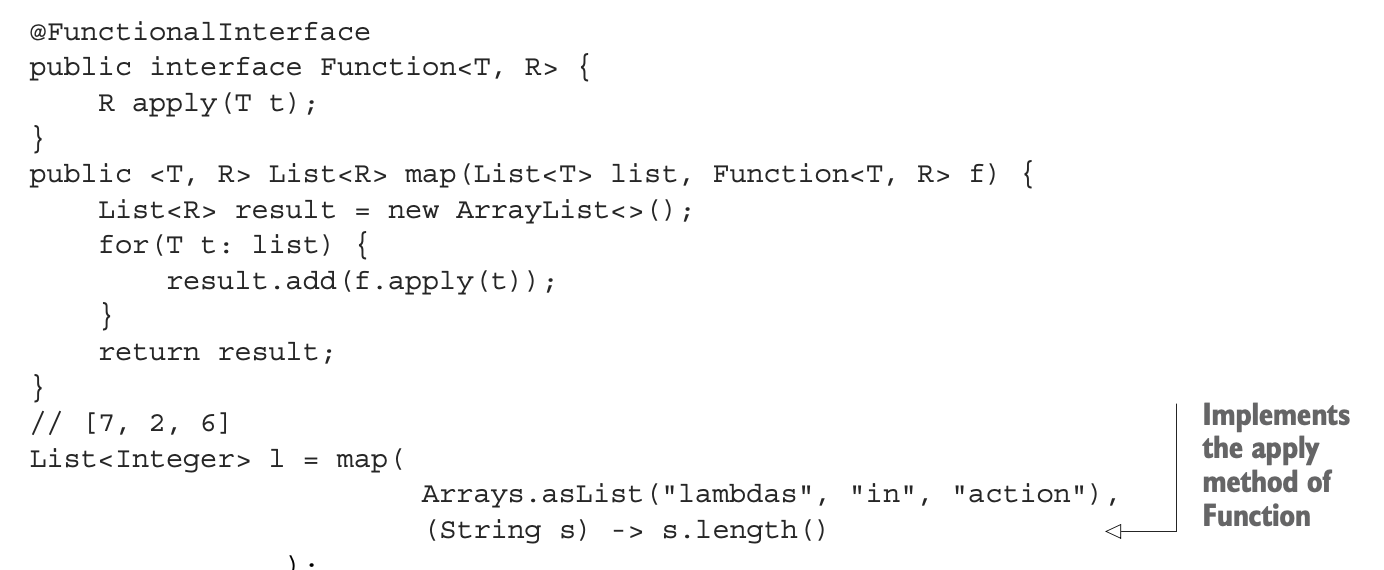 @FunctionalInterface
public interface Function<T, R> {
    R apply(T t);
}
public <T, R> List<R> map(List<T> list, Function<T, R> f) {
    List<R> result = new ArrayList<>();
    for(T t: list) {
        result.add(f.apply(t));
    }
    return result;
}
// [7, 2, 6]
List<Integer> l = map(
                       Arrays.asList("lambdas", "in", "action"),
                       (String s) -> s.length()
               );
Implements
the apply
method of
Function